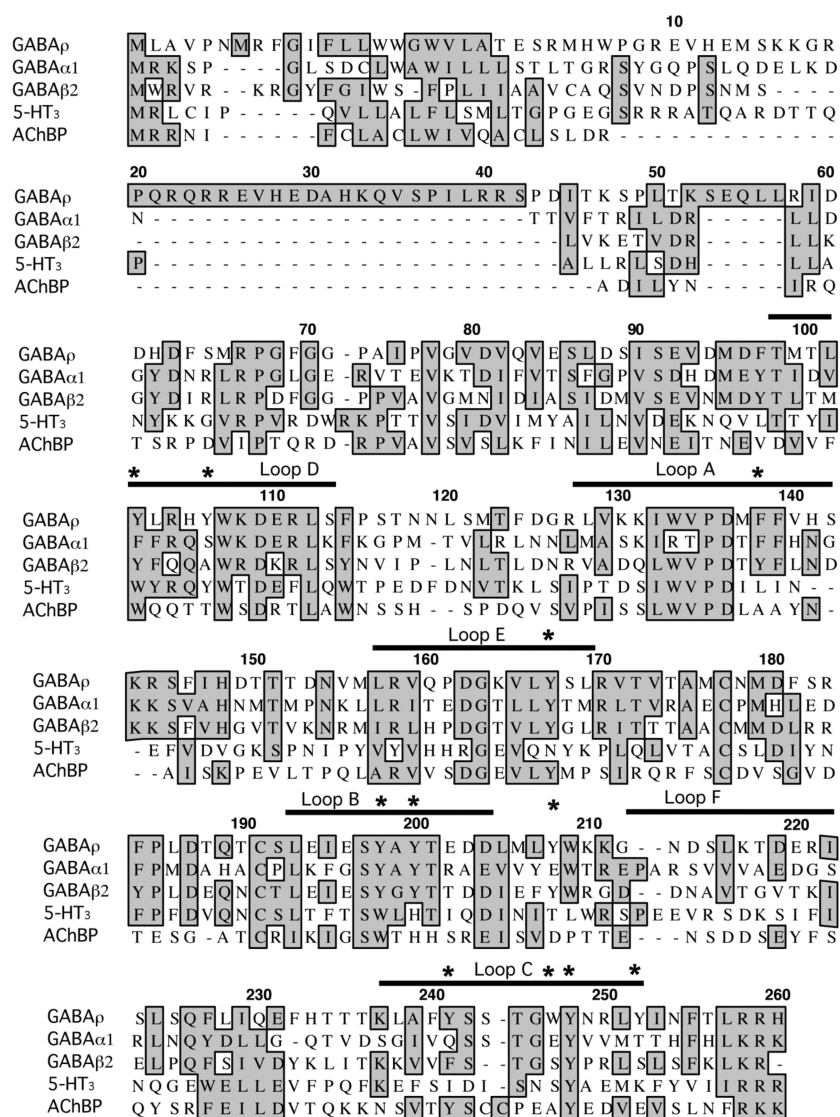 10
GABAρ M L A V P N M R F G I F L L W W G W V L A T E S R M H W P G R E V H E M S K K G R
GABAα1 M R K S P - - - - G L S D C L W A W I L L L S T L T G R S Y G Q P S L Q D E L K D
GABAβ2 M W R V R - K R G Y F G I W S - F P L I I A A V C A Q S V N D P S N M S - - - -
5-HT3 M R L C I P - - - - - Q V L L A L F L S M L T G P G E G S R R R A T Q A R D T T Q
AChBP M R R N I - - - - - - F C L A C L W I V Q A C L S L D R - - - - - - - - - - - - -
20 30 40 50 60
GABAρ P Q R Q R R E V H E D A H K Q V S P I L R R S P D I T K S P L T K S E Q L L R I D
GABAα1 N - - - - - - - - - - - - - - - - - - - - - - T T V F T R I L D R - - - - - L L D
GABAβ2 - - - - - - - - - - - - - - - - - - - - - - - - - L V K E T V D R - - - - - L L K
5-HT3 P - - - - - - - - - - - - - - - - - - - - - - - - A L L R L S D H - - - - - L L A
AChBP - - - - - - - - - - - - - - - - - - - - - - - - - - - A D I L Y N - - - - - I R Q
70 80 90 100
GABAρ D H D F S M R P G F G G - P A I P V G V D V Q V E S L D S I S E V D M D F T M T L
GABAα1 G Y D N R L R P G L G E - R V T E V K T D I F V T S F G P V S D H D M E Y T I D V
GABAβ2 G Y D I R L R P D F G G - P P V A V G M N I D I A S I D M V S E V N M D Y T L T M
5-HT3 N Y K K G V R P V R D W R K P T T V S I D V I M Y A I L N V D E K N Q V L T T Y I
AChBP T S R P D V I P T Q R D - R P V A V S V S L K F I N I L E V N E I T N E V D V V F
* * Loop D Loop A *
110 120 130 140
GABAρ Y L R H Y W K D E R L S F P S T N N L S M T F D G R L V K K I W V P D M F F V H S
GABAα1 F F R Q S W K D E R L K F K G P M - T V L R L N N L M A S K I R T P D T F F H N G
GABAβ2 Y F Q Q A W R D K R L S Y N V I P - L N L T L D N R V A D Q L W V P D T Y F L N D
5-HT3 W Y R Q Y W T D E F L Q W T P E D F D N V T K L S I P T D S I W V P D I L I N - -
AChBP W Q Q T T W S D R T L A W N S S H - - S P D Q V S V P I S S L W V P D L A A Y N -
Loop E *
150 160 170 180
GABAρ K R S F I H D T T T D N V M L R V Q P D G K V L Y S L R V T V T A M C N M D F S R
GABAα1 K K S V A H N M T M P N K L L R I T E D G T L L Y T M R L T V R A E C P M H L E D
GABAβ2 K K S F V H G V T V K N R M I R L H P D G T V L Y G L R I T T T A A C M M D L R R
5-HT3 - E F V D V G K S P N I P Y V Y V H H R G E V Q N Y K P L Q L V T A C S L D I Y N
AChBP - - A I S K P E V L T P Q L A R V V S D G E V L Y M P S I R Q R F S C D V S G V D
Loop B * * * Loop F
190 200 210 220
GABAρ F P L D T Q T C S L E I E S Y A Y T E D D L M L Y W K K G - - N D S L K T D E R I
GABAα1 F P M D A H A C P L K F G S Y A Y T R A E V V Y E W T R E P A R S V V V A E D G S
GABAβ2 Y P L D E Q N C T L E I E S Y G Y T T D D I E F Y W R G D - - D N A V T G V T K I
5-HT3 F P F D V Q N C S L T F T S W L H T I Q D I N I T L W R S P E E V R S D K S I F I
AChBP T E S G - A T C R I K I G S W T H H S R E I S V D P T T E - - - N S D D S E Y F S
* Loop C * * *
230 240 250 260
GABAρ S L S Q F L I Q E F H T T T K L A F Y S S - T G W Y N R L Y I N F T L R R H
GABAα1 R L N Q Y D L L G - Q T V D S G I V Q S S - T G E Y V V M T T H F H L K R K
GABAβ2 E L P Q F S I V D Y K L I T K K V V F S - - T G S Y P R L S L S F K L K R -
5-HT3 N Q G E W E L L E V F P Q F K E F S I D I - S N S Y A E M K F Y V I I R R R
AChBP Q Y S R F E I L D V T Q K K N S V T Y S C C P E A Y E D V E V S L N F R K K